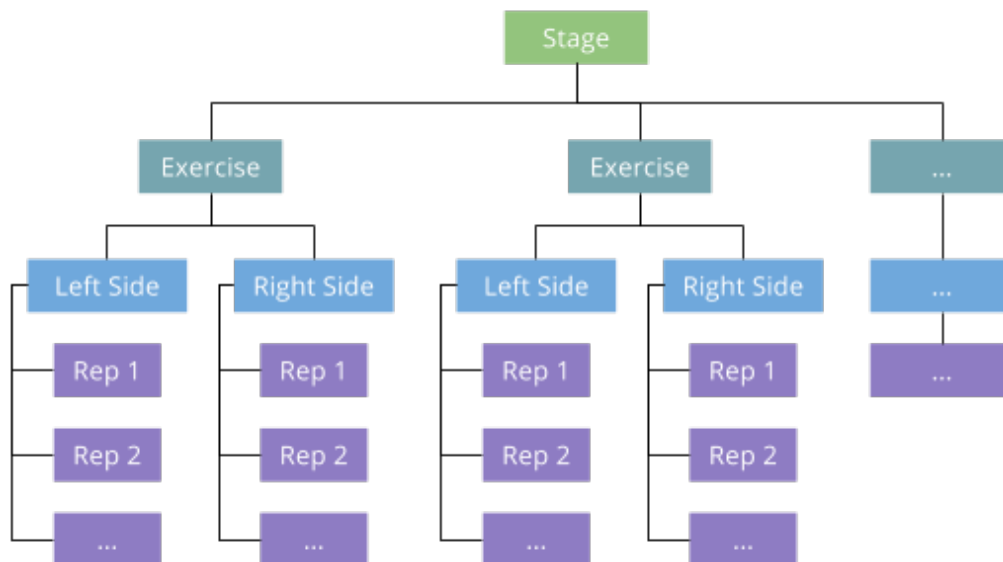 Stage
Exercise
Exercise
...
Left Side
Right Side
Left Side
Right Side
...
Rep 1
Rep 1
Rep 1
Rep 1
...
Rep 2
Rep 2
Rep 2
Rep 2
...
...
...
...